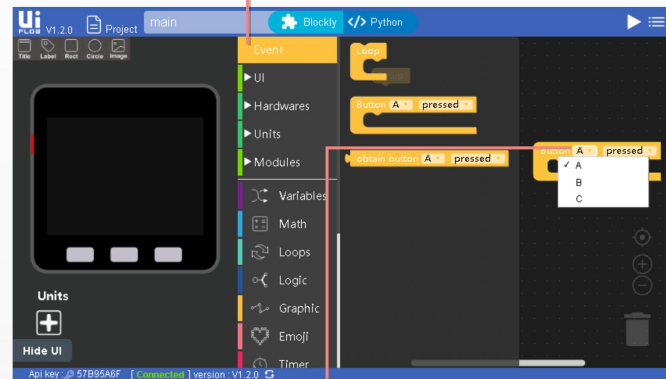 Ui
FLOW V1.2.0 Project main Blockly </> Python
Title Label Rect Circle Image
Event
UI
Hardwares
Units
Modules
Variables
Math
Loops
Logic
Graphic
Emoji
Timer
Loop
Button A pressed
obtain button A pressed
Button A pressed
✓ A
B
C
Units
Hide UI
Api key : 57B95A6F [ Connected ] version : V1.2.0